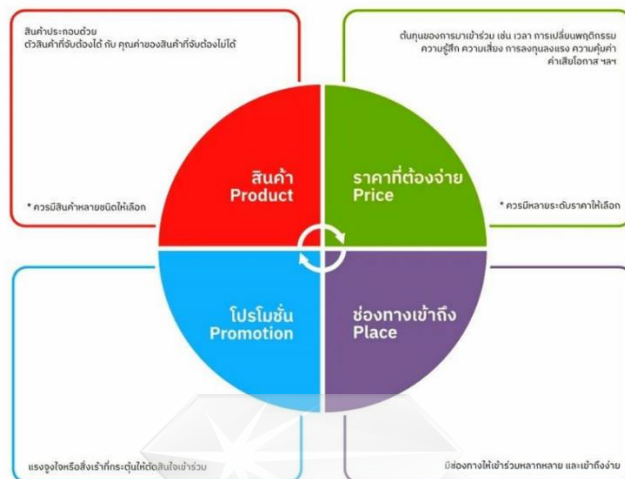 สินค้าประกอบด้วย
ตัวสินค้าที่จับต้องได้ กับ คุณค่าของสินค้าที่จับต้องไม่ได้
* ควรมีสินค้าหลายชนิดให้เลือก
ต้นทุนของการมาเข้าร่วม เช่น เวลา การเปลี่ยนพฤติกรรม
ความรู้สึก ความเสี่ยง การลงทุนลงแรง ความคุ้มค่า
ค่าเสียโอกาส ฯลฯ
* ควรมีหลายระดับราคาให้เลือก
สินค้า
Product
ราคาที่ต้องจ่าย
Price
โปรโมชั่น
Promotion
ช่องทางเข้าถึง
Place
แรงจูงใจหรือสิ่งเร้าที่กระตุ้นให้ตัดสินใจเข้าร่วม
มีช่องทางให้เข้าร่วมหลากหลาย และเข้าถึงง่าย